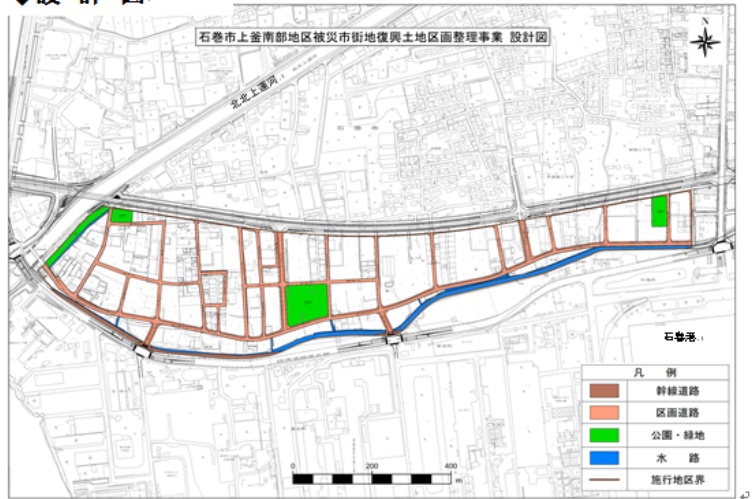 ◆設 計 図
石巻市上釜南部地区被災市街地復興土地区画整理事業 設計図
N
北北上運河
石巻市
石巻港
凡 例
幹線道路
区画道路
公園・緑地
水 路
施行地区界
0 200 400
m